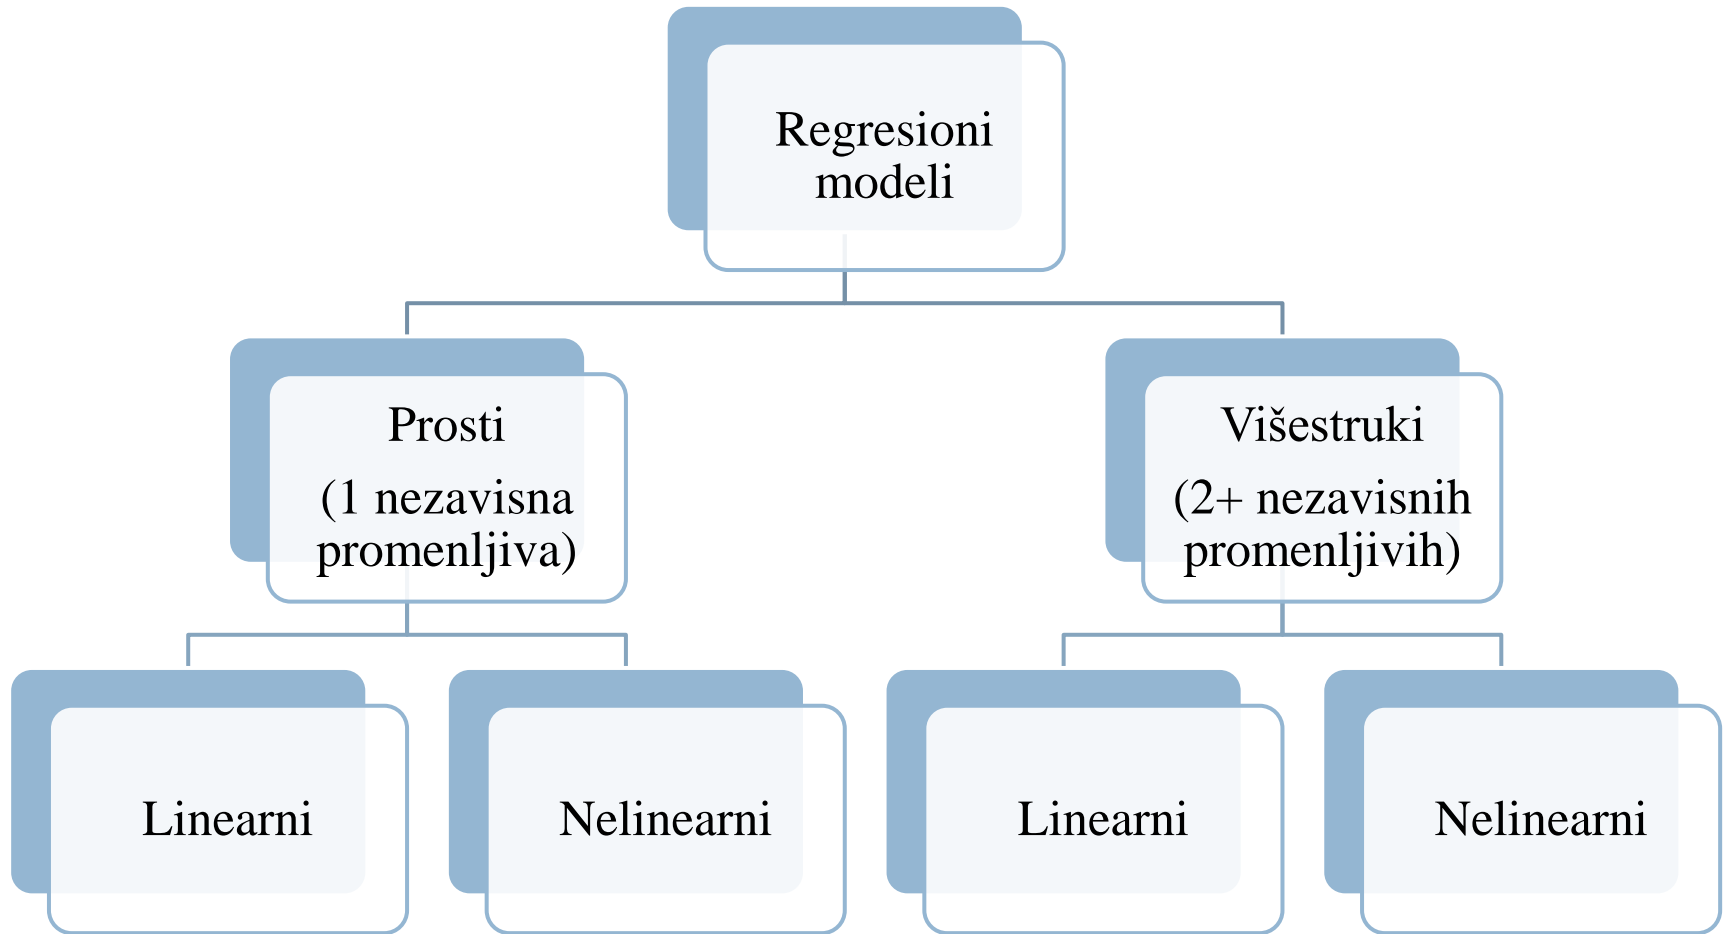 Regresioni
modeli
Prosti
(1 nezavisna
promenljiva)
Višestruki
(2+ nezavisnih
promenljivih)
Linearni
Nelinearni
Linearni
Nelinearni